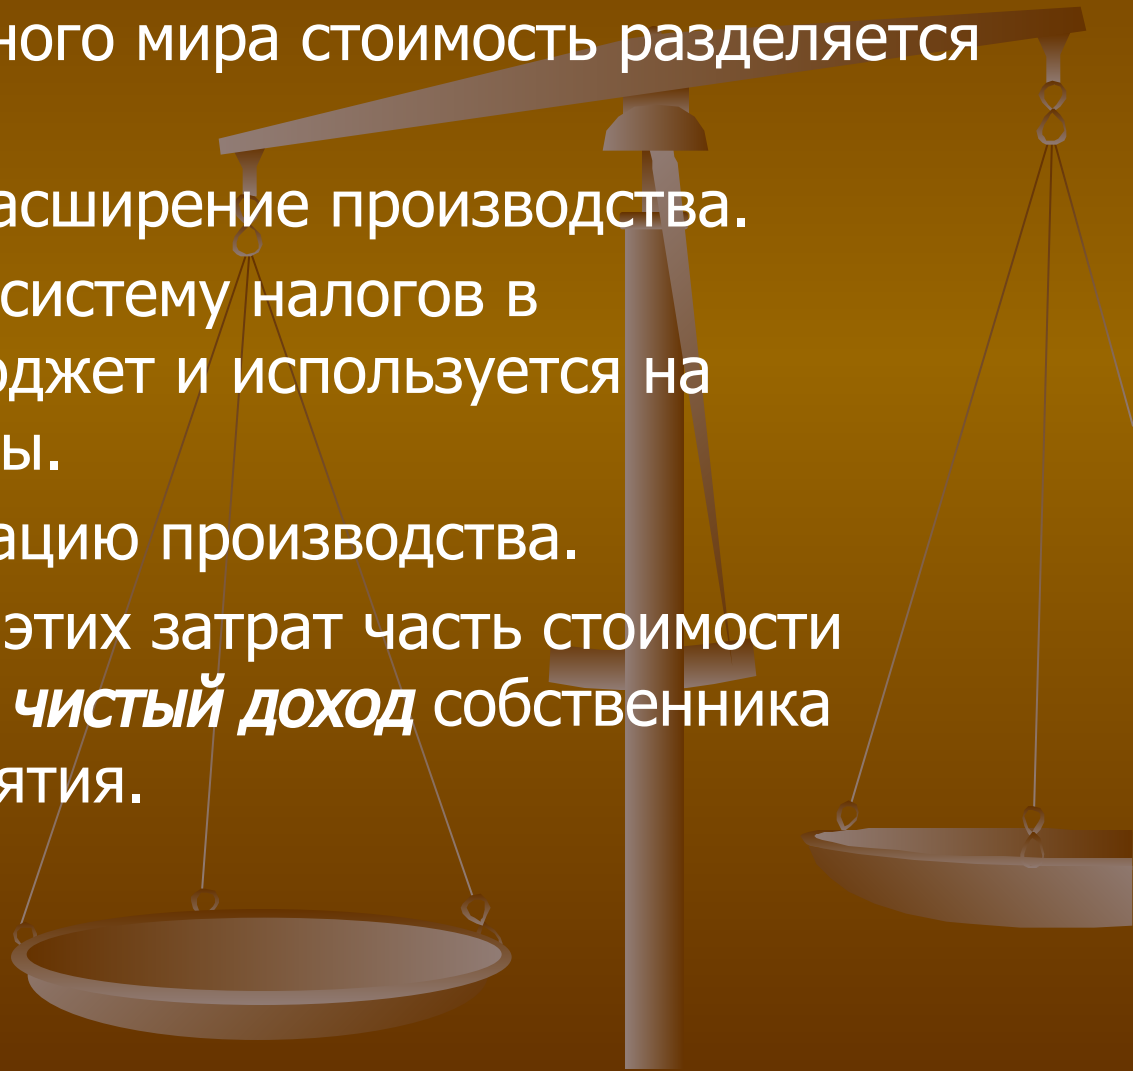 ного мира стоимость разделяется
асширение производства.
систему налогов в
юджет и используется на
ы.
ацию производства.
этих затрат часть стоимости
чистый доход собственника
ятия.